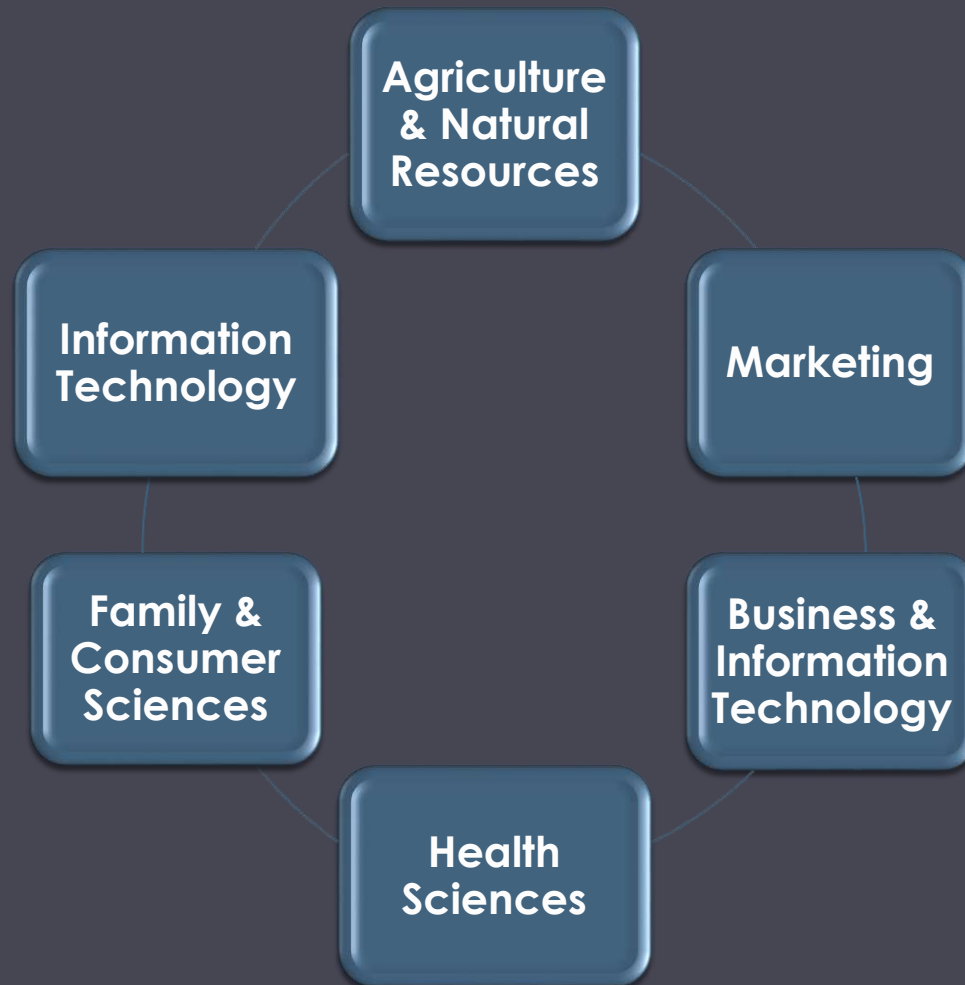 Agriculture
& Natural
Resources
Marketing
Business &
Information
Technology
Health
Sciences
Family &
Consumer
Sciences
Information
Technology